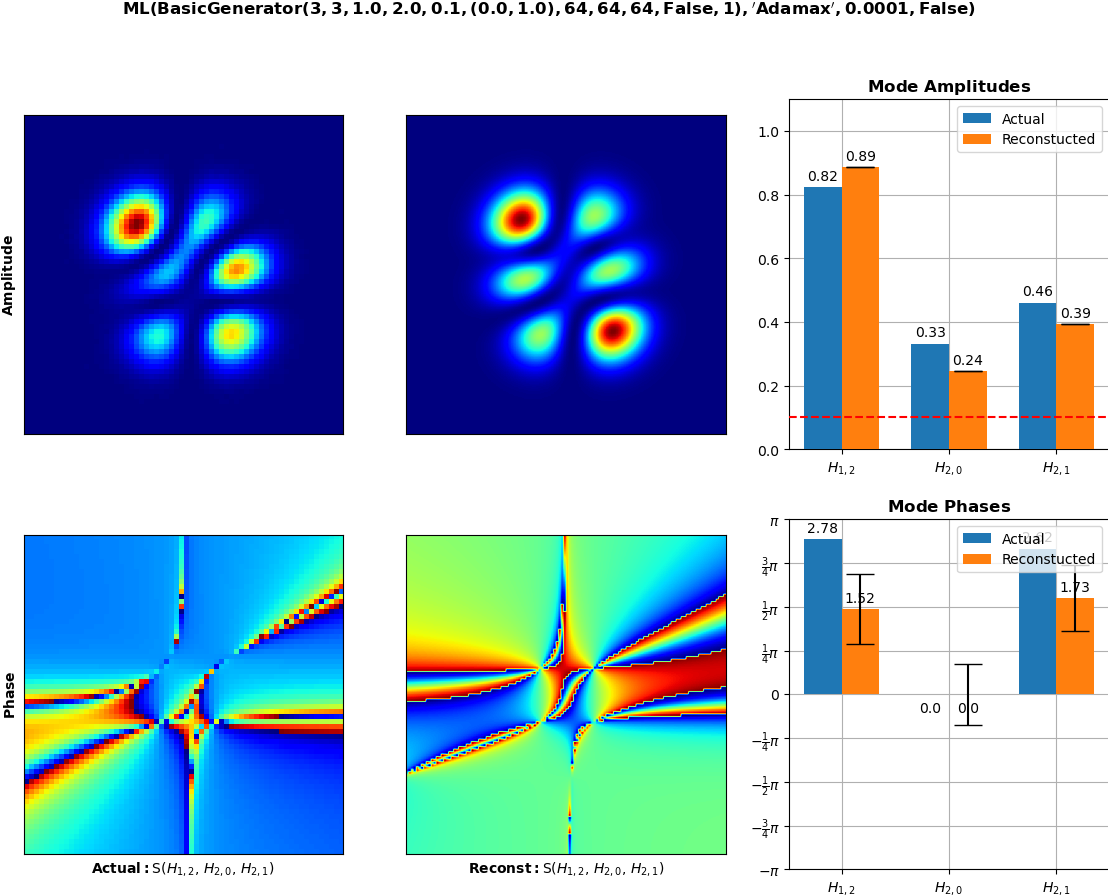 ML(BasicGenerator(3, 3, 1.0, 2.0, 0.1, (0.0, 1.0), 64, 64, 64, False, 1), 'Adamax', 0.0001, False)
Mode Amplitudes
Amplitude
1.0
0.8
0.6
0.4
0.2
0.0
Actual
Reconstucted
0.82
0.89
0.33
0.24
0.46
0.39
H1,2
H2,0
H2,1
Mode Phases
Phase
π
3/4π
1/2π
1/4π
0
−1/4π
−1/2π
−3/4π
−π
Actual
Reconstucted
2.78
1.52
0.0
0.0
1.73
H1,2
H2,0
H2,1
Actual: S(H1,2, H2,0, H2,1)
Reconst: S(H1,2, H2,0, H2,1)